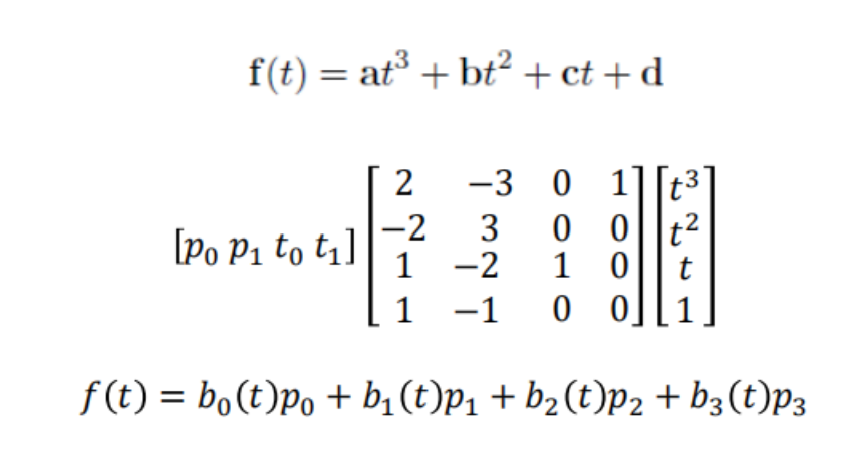 f(t) = at³ + bt² + ct + d
[p₀ p₁ t₀ t₁] [2 −3 0 1; −2 3 0 0; 1 −2 1 0; 1 −1 0 0] [t³; t²; t; 1]
f(t) = b₀(t)p₀ + b₁(t)p₁ + b₂(t)p₂ + b₃(t)p₃